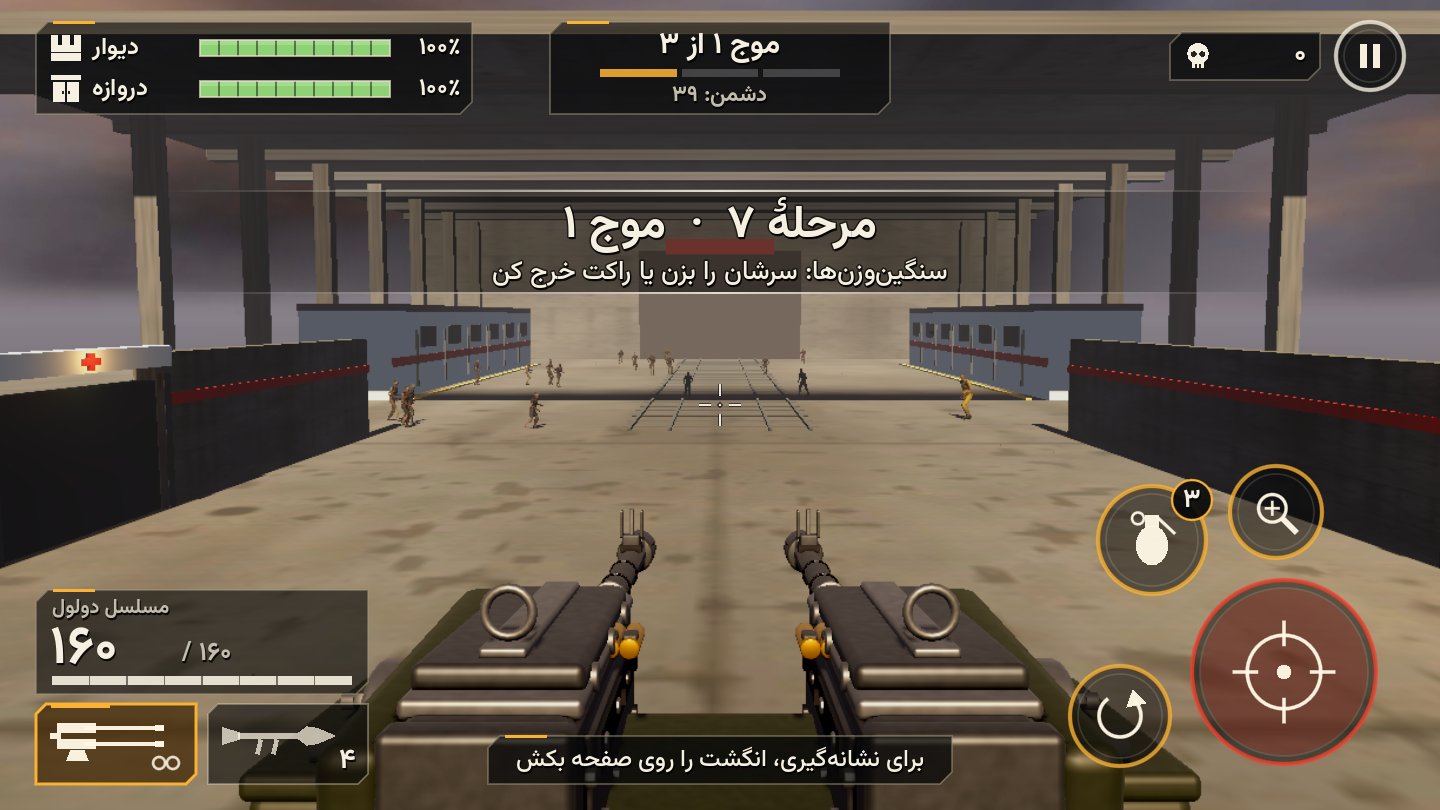 دیوار ۱۰۰٪
دروازه ۱۰۰٪
موج ۱ از ۳
دشمن: ۳۹
۰
مرحلهٔ ۷ · موج ۱
سنگین‌وزن‌ها: سرشان را بزن یا راکت خرج کن
۳
مسلسل دولول
۱۶۰ / ۱۶۰
∞
۴
برای نشانه‌گیری، انگشت را روی صفحه بکش